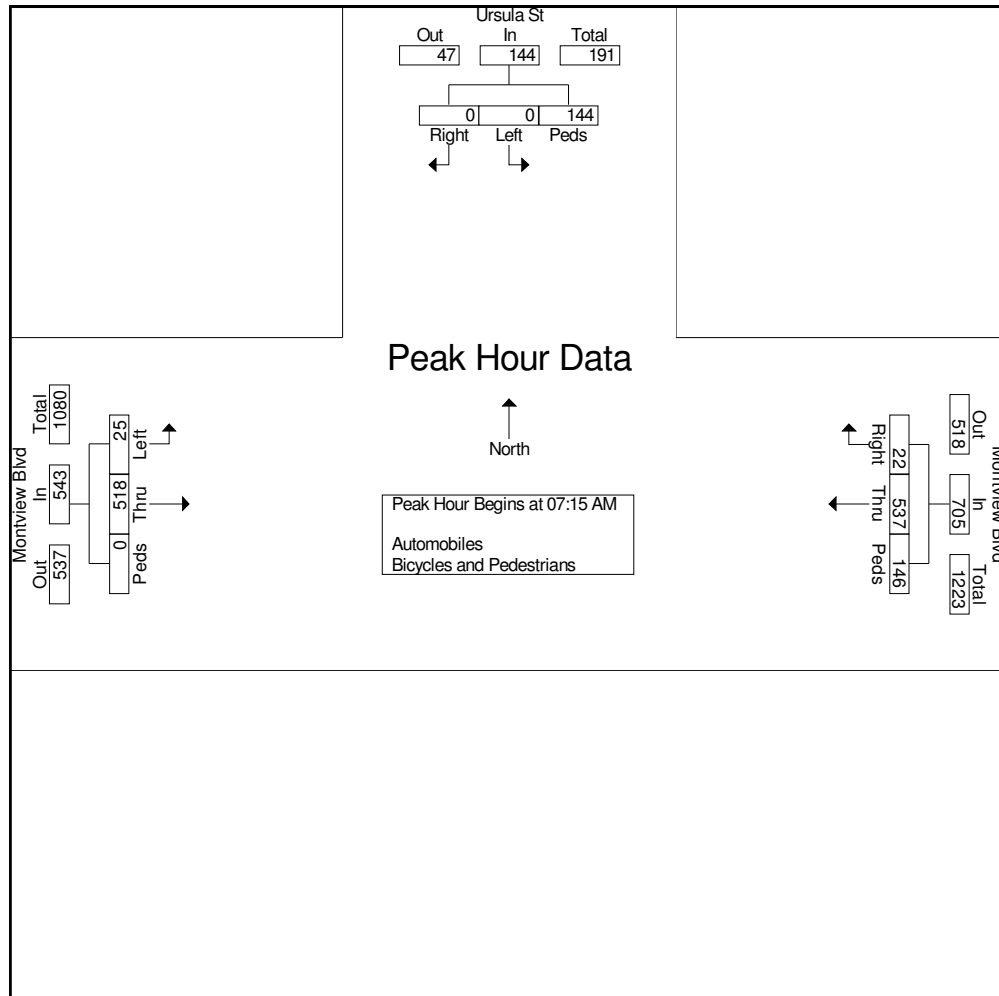 Ursula St
Out In Total
47 144 191
0 0 144
Right Left Peds
Peak Hour Data
North
Peak Hour Begins at 07:15 AM
Automobiles
Bicycles and Pedestrians
Montview Blvd
Total In Out
1080 543 537
25 518 0
Left Thru Peds
Montview Blvd
Out In Total
518 705 1223
22 537 146
Right Thru Peds